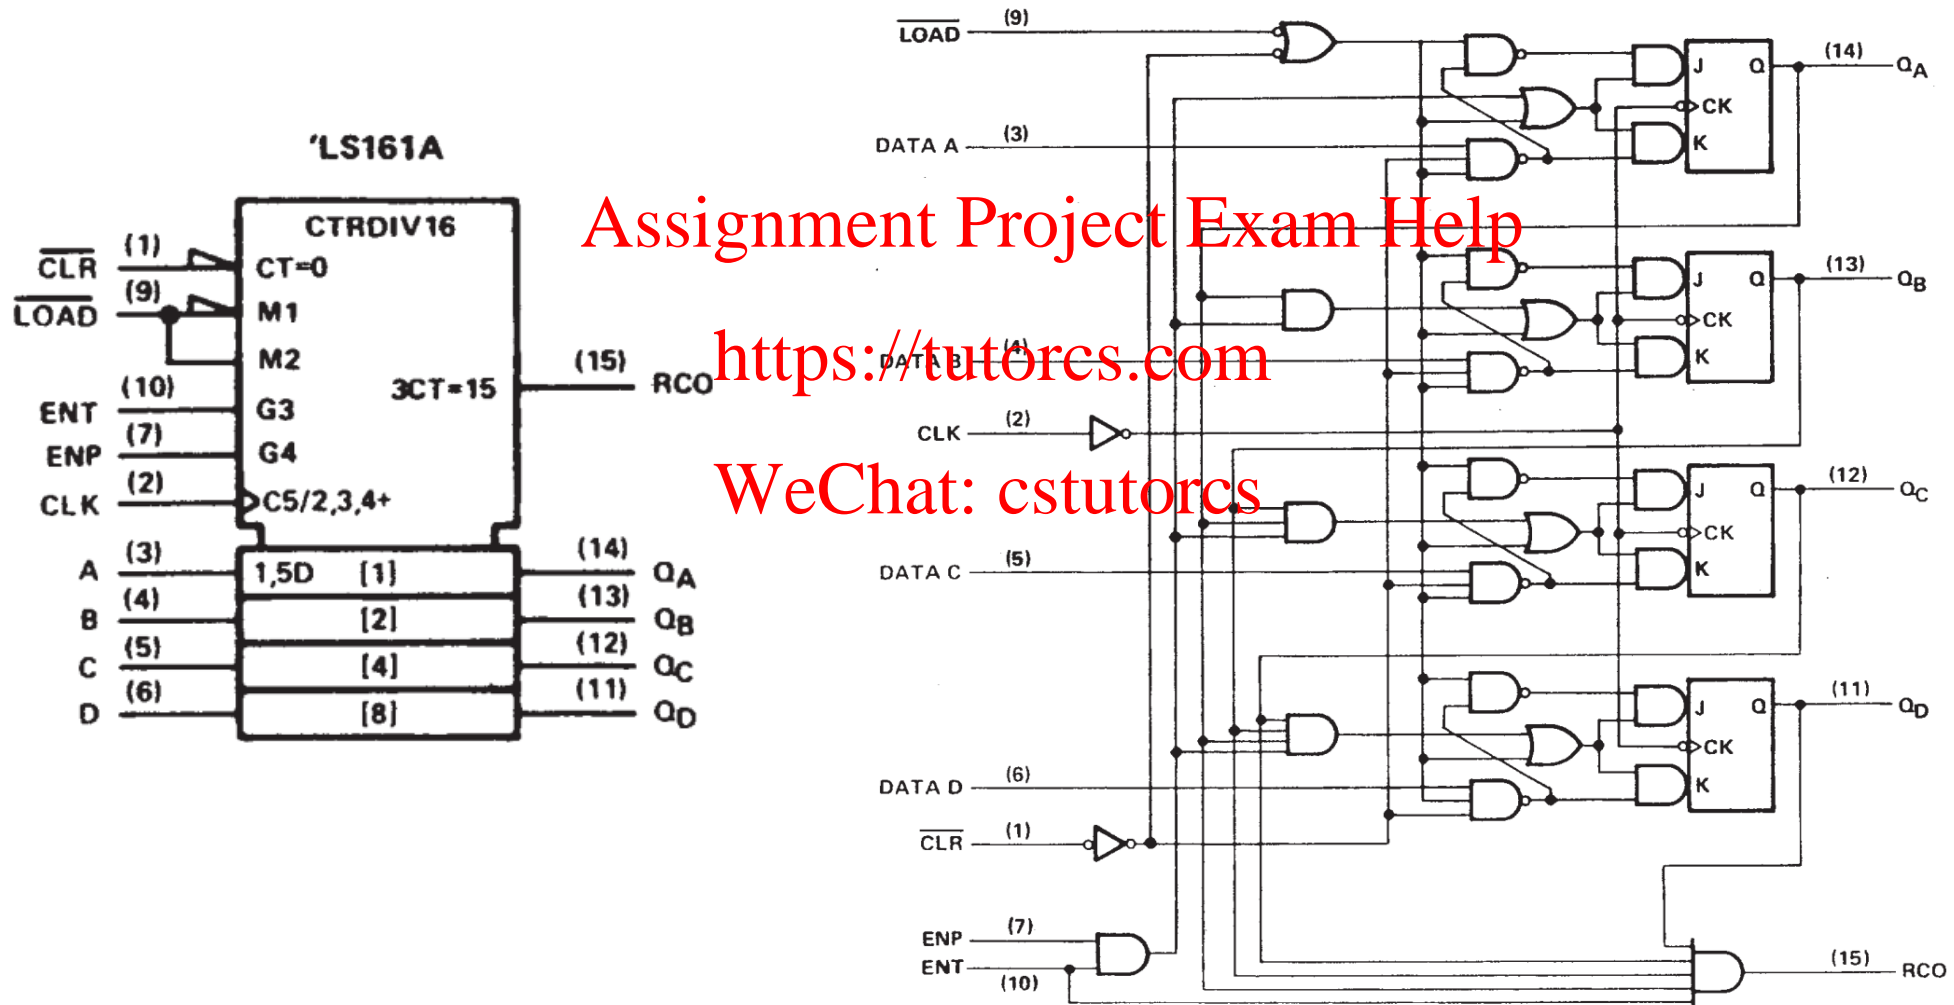 'LS161A
CTRDIV16
CLR (1) CT=0
LOAD (9) M1
M2
ENT (10) G3
3CT=15 (15) RCO
ENP (7) G4
CLK (2) C5/2,3,4+
A (3) 1,5D [1] (14) QA
B (4) [2] (13) QB
C (5) [4] (12) QC
D (6) [8] (11) QD
LOAD (9)
J Q (14) QA
CK
DATA A (3)
K
Assignment Project Exam Help
J Q (13) QB
CK
https://tutorcs.com
DATA B (4)
K
CLK (2)
WeChat: cstutorcs
J Q (12) QC
CK
DATA C (5)
K
J Q (11) QD
CK
DATA D (6)
K
CLR (1)
ENP (7)
ENT (10)
(15) RCO